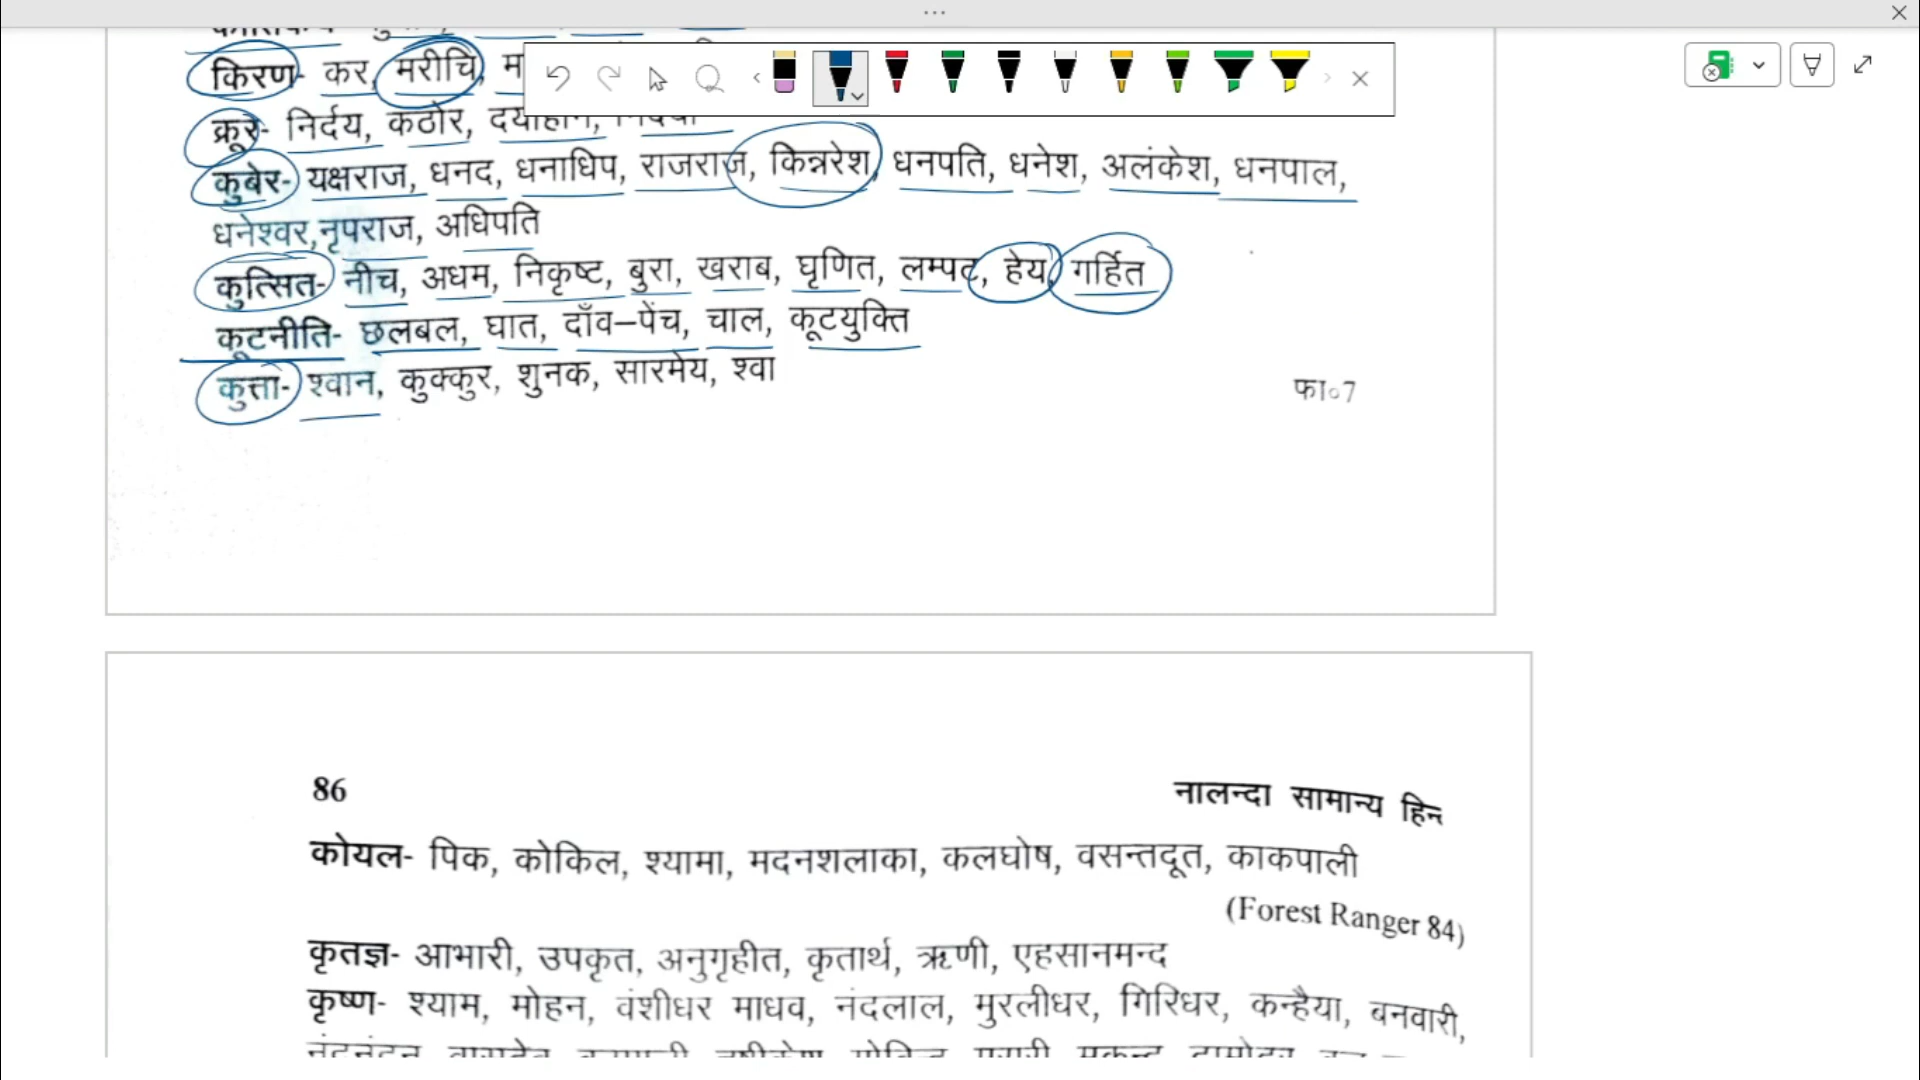 किरण- कर, मरीचि,
क्रूर- निर्दय, कठोर, दयाहीन,
कुबेर- यक्षराज, धनद, धनाधिप, राजराज, किन्नरेश, धनपति, धनेश, अलंकेश, धनपाल,
धनेश्वर,नृपराज, अधिपति
कुत्सित- नीच, अधम, निकृष्ट, बुरा, खराब, घृणित, लम्पट, हेय, गर्हित
कूटनीति- छलबल, घात, दाँव–पेंच, चाल, कूटयुक्ति
कुत्ता- श्वान, कुक्कुर, शुनक, सारमेय, श्वा
फा०7
86
नालन्दा सामान्य हिन
कोयल- पिक, कोकिल, श्यामा, मदनशलाका, कलघोष, वसन्तदूत, काकपाली
(Forest Ranger 84)
कृतज्ञ- आभारी, उपकृत, अनुगृहीत, कृतार्थ, ऋणी, एहसानमन्द
कृष्ण- श्याम, मोहन, वंशीधर माधव, नंदलाल, मुरलीधर, गिरिधर, कन्हैया, बनवारी,